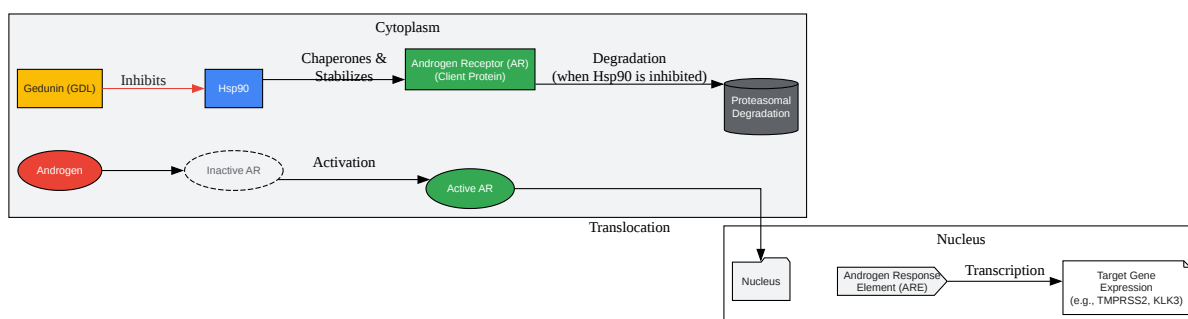 Cytoplasm
Gedunin (GDL)
Inhibits
Hsp90
Chaperones &
Stabilizes
Androgen Receptor (AR)
(Client Protein)
Degradation
(when Hsp90 is inhibited)
Proteasomal
Degradation
Androgen
Inactive AR
Activation
Active AR
Translocation
Nucleus
Nucleus
Androgen Response
Element (ARE)
Transcription
Target Gene
Expression
(e.g., TMPRSS2, KLK3)